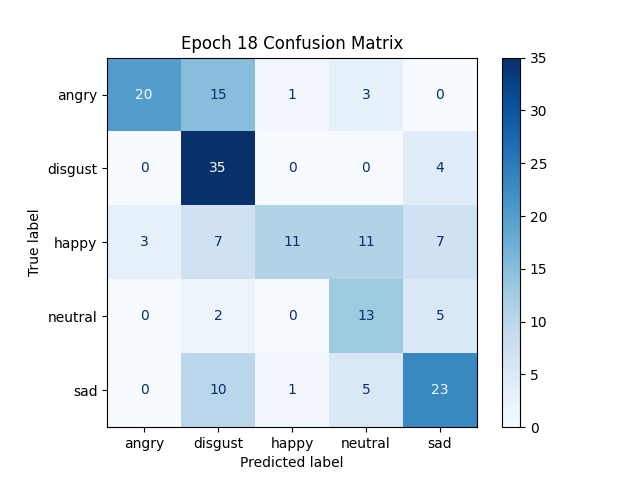 Epoch 18 Confusion Matrix
angry 20 15 1 3 0
disgust 0 35 0 0 4
happy 3 7 11 11 7
neutral 0 2 0 13 5
sad 0 10 1 5 23
angry disgust happy neutral sad
Predicted label
True label
35
30
25
20
15
10
5
0